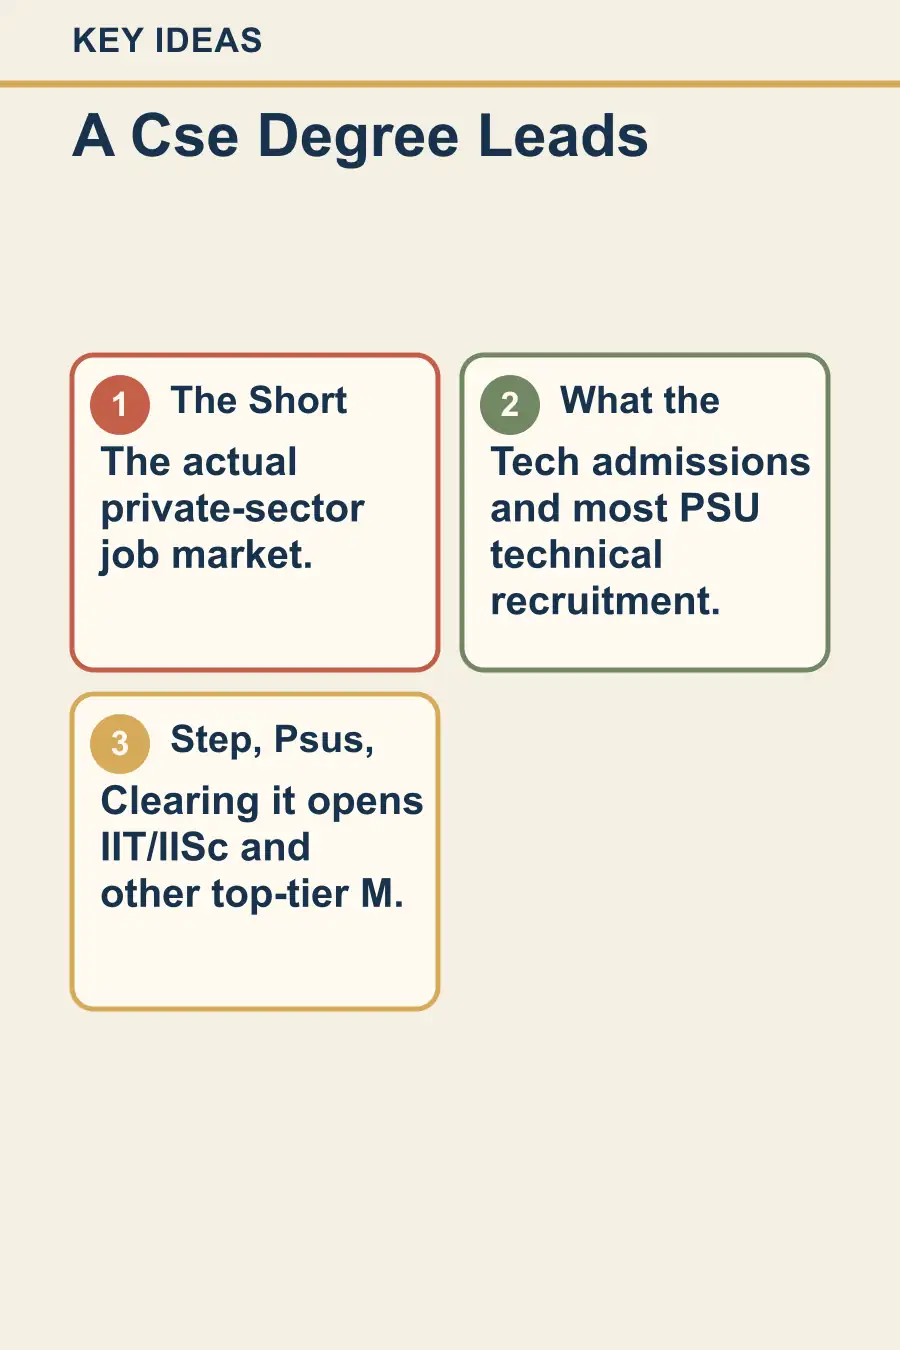 KEY IDEAS
A Cse Degree Leads
1 The Short
The actual
private-sector
job market.
2 What the
Tech admissions
and most PSU
technical
recruitment.
3 Step, Psus,
Clearing it opens
IIT/IISc and
other top-tier M.